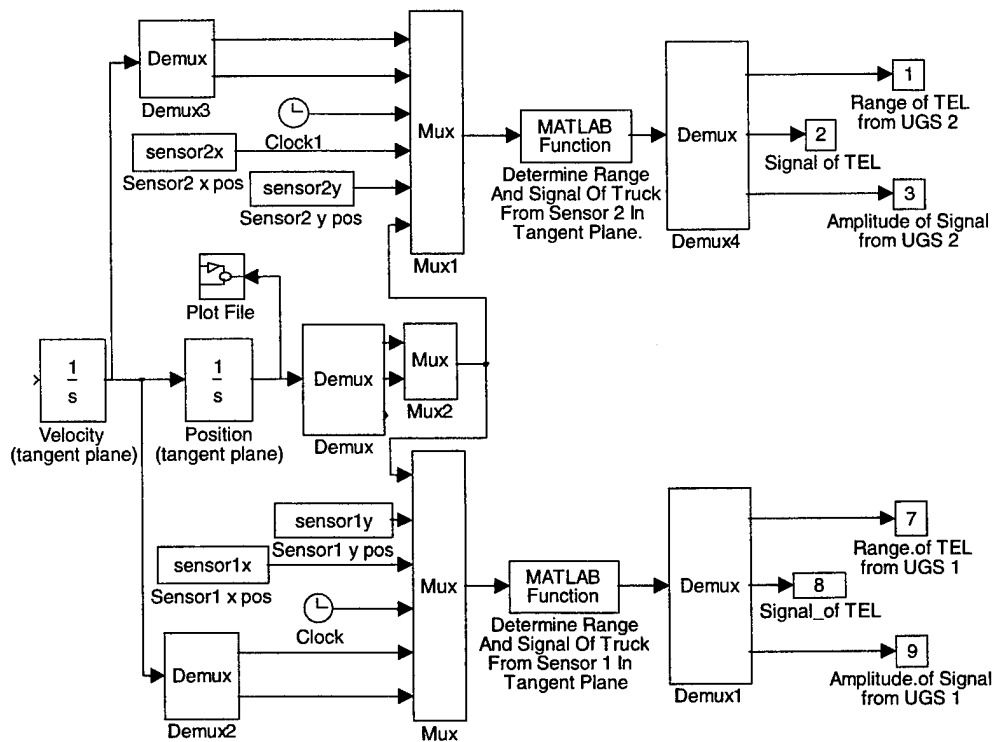 Demux
Demux3
Clock1
sensor2x
Sensor2 x pos
sensor2y
Sensor2 y pos
Mux
Mux1
MATLAB
Function
Determine Range
And Signal Of Truck
From Sensor 2 In
Tangent Plane.
Demux
Demux4
1
Range of TEL
from UGS 2
2
Signal of TEL
3
Amplitude of Signal
from UGS 2
Plot File
1
s
Velocity
(tangent plane)
1
s
Position
(tangent plane)
Demux
Demux
Mux
Mux2
sensor1y
Sensor1 y pos
sensor1x
Sensor1 x pos
Clock
Demux
Demux2
Mux
Mux
MATLAB
Function
Determine Range
And Signal Of Truck
From Sensor 1 In
Tangent Plane
Demux
Demux1
7
Range.of TEL
from UGS 1
8
Signal_of TEL
9
Amplitude.of Signal
from UGS 1